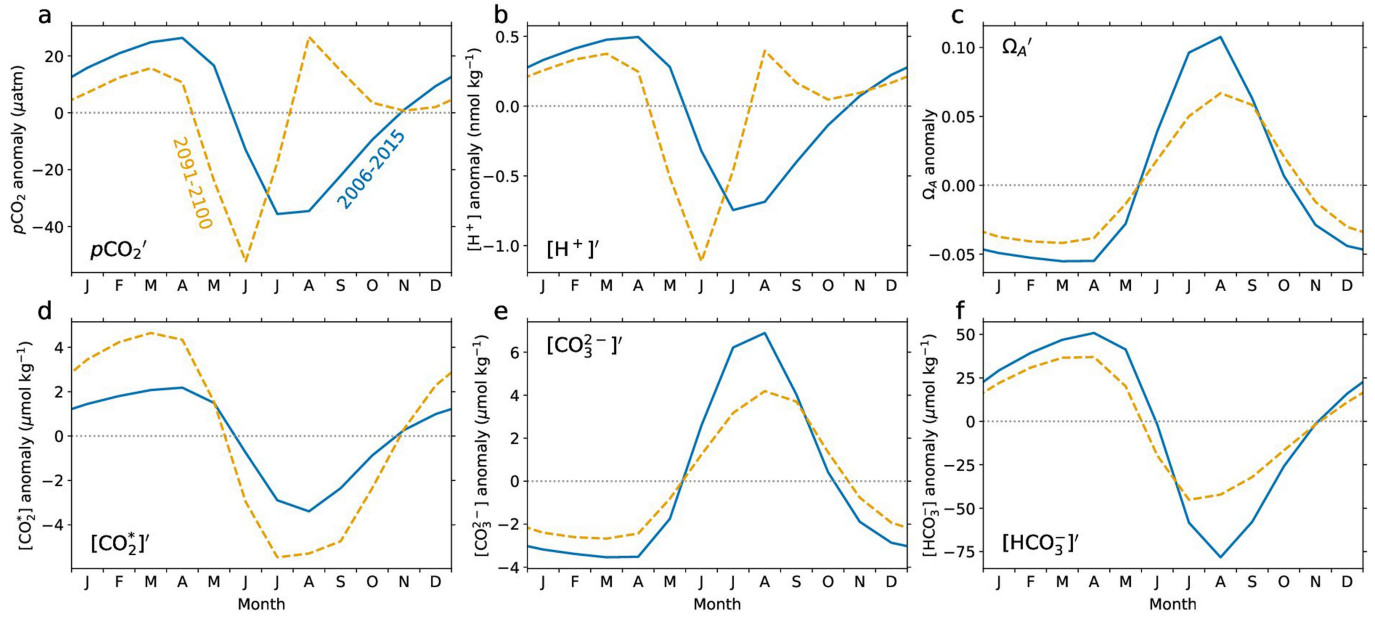 a
pCO₂ anomaly (μatm)
20
0
−20
−40
2091-2100
2006-2015
pCO₂′
J F M A M J J A S O N D
b
[H⁺] anomaly (nmol kg⁻¹)
0.5
0.0
−0.5
−1.0
[H⁺]′
J F M A M J J A S O N D
c
Ω_A anomaly
0.10
0.05
0.00
−0.05
Ω_A′
J F M A M J J A S O N D
d
[CO₂*] anomaly (μmol kg⁻¹)
4
2
0
−2
−4
[CO₂*]′
J F M A M J J A S O N D
Month
e
[CO₃²⁻] anomaly (μmol kg⁻¹)
6
4
2
0
−2
−4
[CO₃²⁻]′
J F M A M J J A S O N D
Month
f
[HCO₃⁻] anomaly (μmol kg⁻¹)
50
25
0
−25
−50
−75
[HCO₃⁻]′
J F M A M J J A S O N D
Month